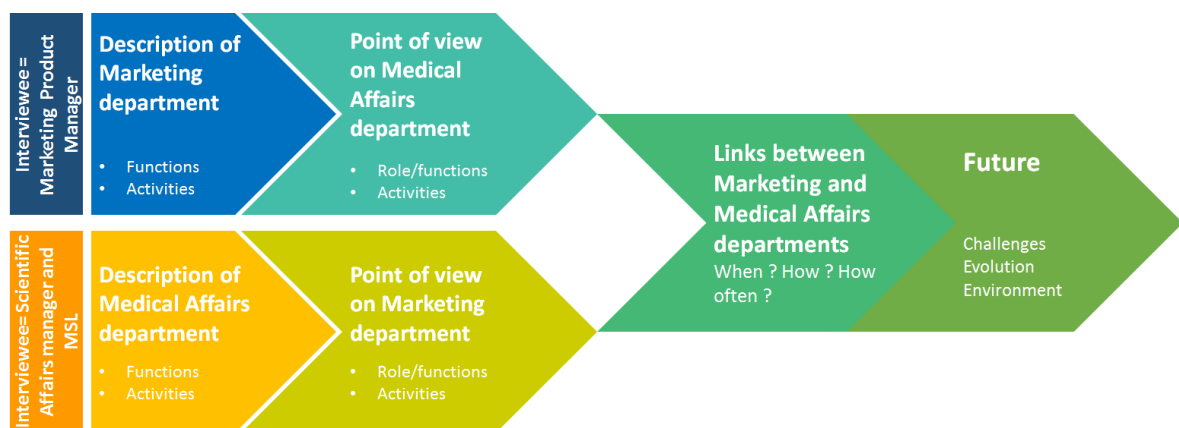 Interviewee=
Marketing Product
Manager
Description of
Marketing
department
• Functions
• Activities
Point of view
on Medical
Affairs
department
• Role/functions
• Activities
Interviewee= Scientific
Affairs manager and
MSL
Description of
Medical Affairs
department
• Functions
• Activities
Point of view
on Marketing
department
• Role/functions
• Activities
Links between
Marketing and
Medical Affairs
departments
When ? How ? How
often ?
Future
Challenges
Evolution
Environment